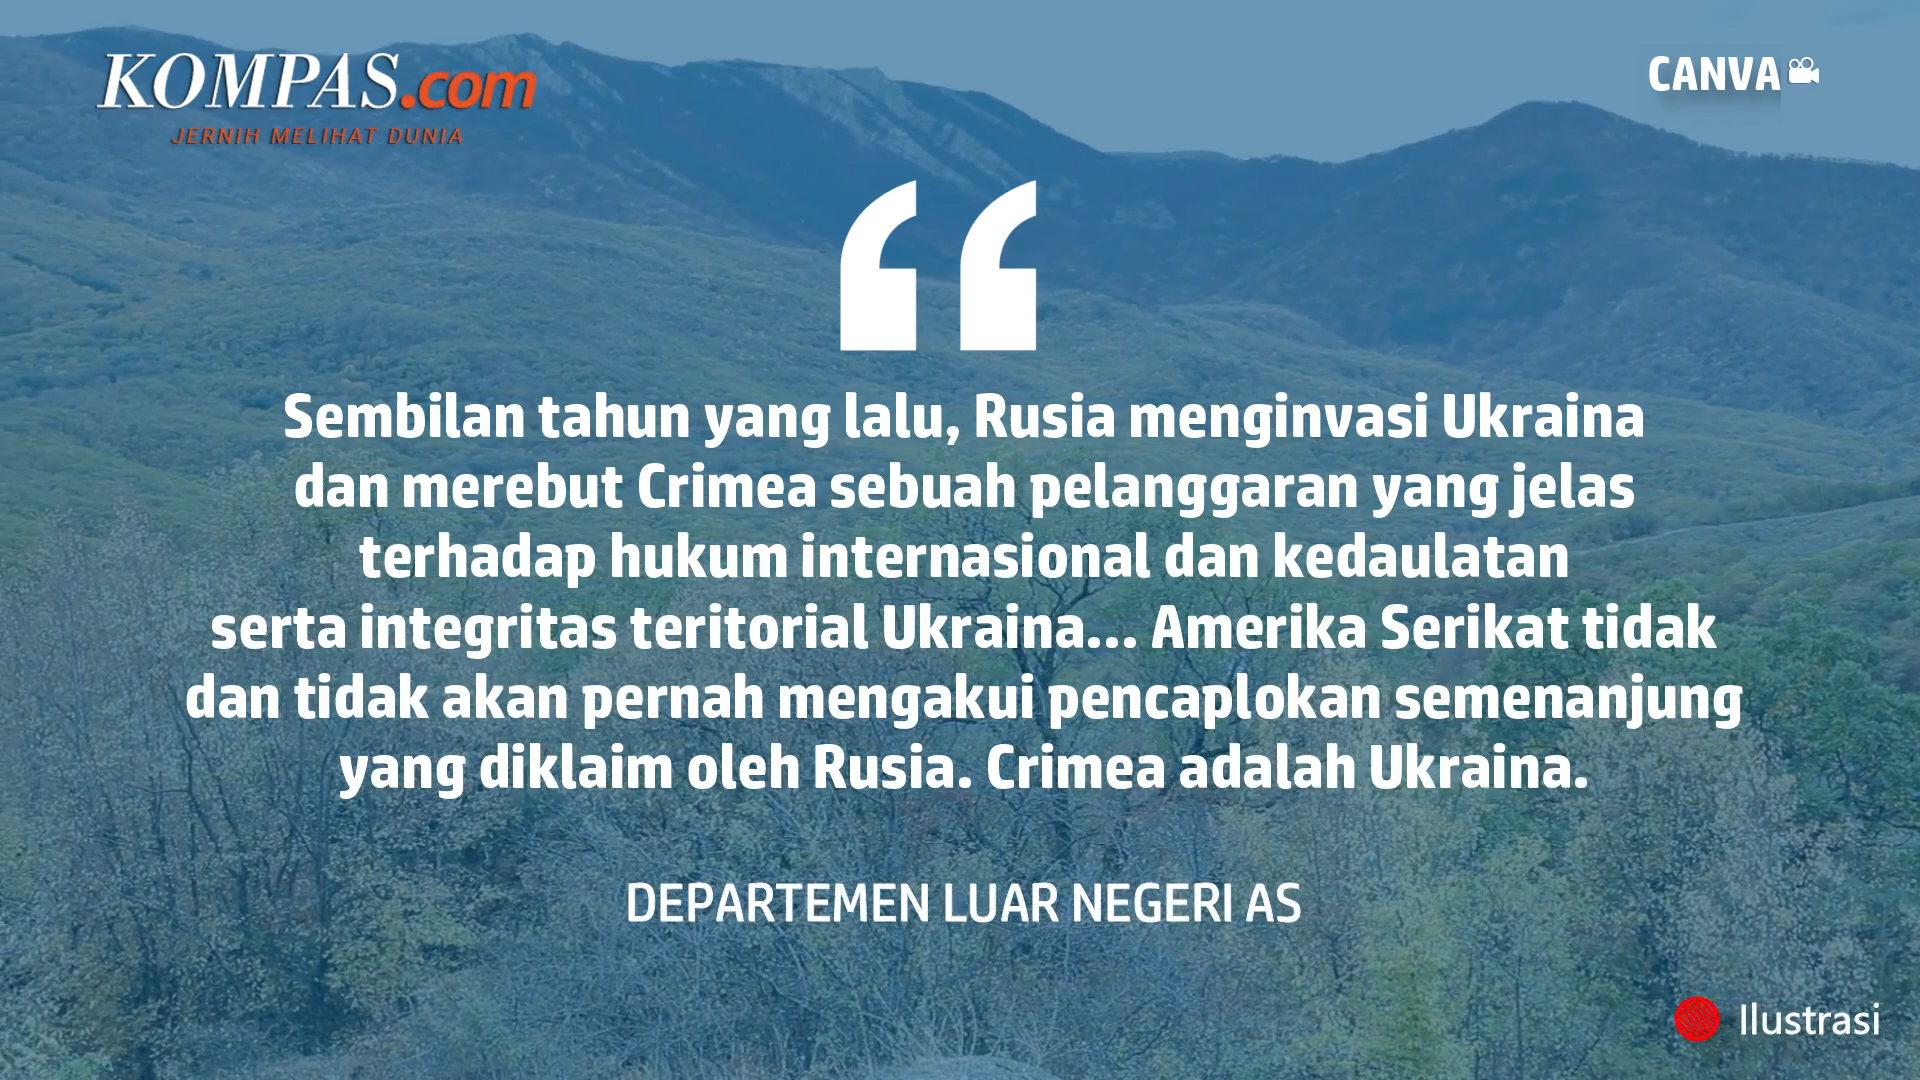 KOMPAS.com
JERNIH MELIHAT DUNIA
CANVA
Sembilan tahun yang lalu, Rusia menginvasi Ukraina
dan merebut Crimea sebuah pelanggaran yang jelas
terhadap hukum internasional dan kedaulatan
serta integritas teritorial Ukraina... Amerika Serikat tidak
dan tidak akan pernah mengakui pencaplokan semenanjung
yang diklaim oleh Rusia. Crimea adalah Ukraina.
DEPARTEMEN LUAR NEGERI AS
Ilustrasi